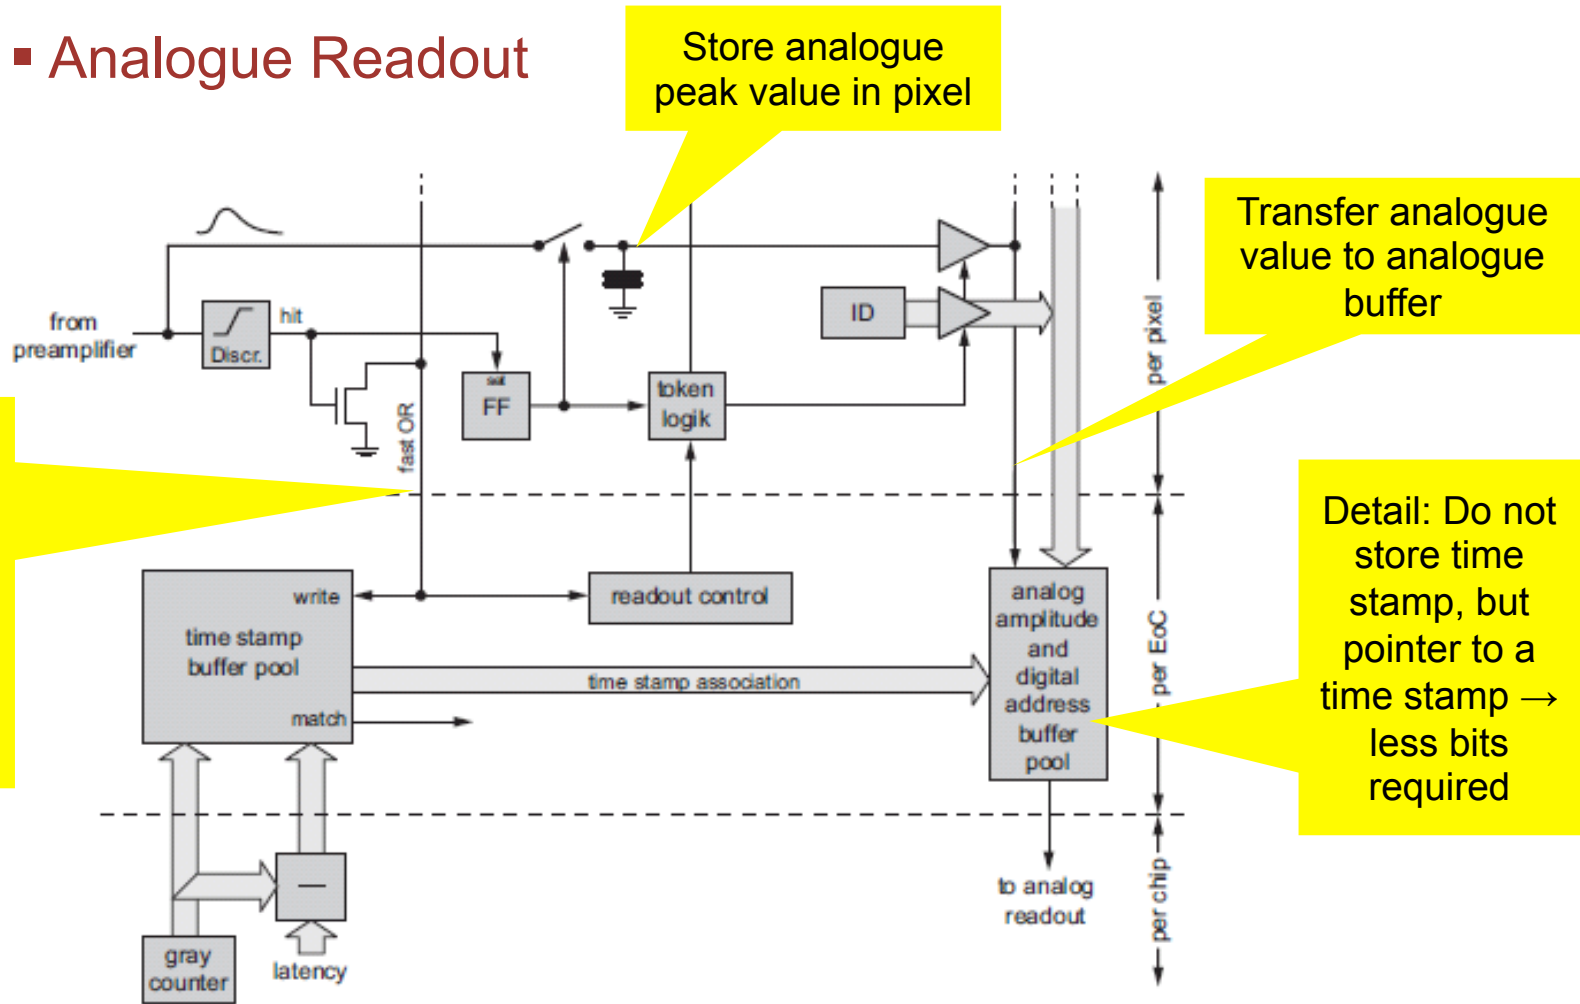 ▪ Analogue Readout
Store analogue
peak value in pixel
Transfer analogue
value to analogue
buffer
from
preamplifier
Discr.
hit
fast OR
set
FF
token
logik
ID
per pixel
Detail: Do not
store time
stamp, but
pointer to a
time stamp →
less bits
required
write
time stamp
buffer pool
match
readout control
time stamp association
analog
amplitude
and
digital
address
buffer
pool
per EoC
to analog
readout
per chip
gray
counter
latency